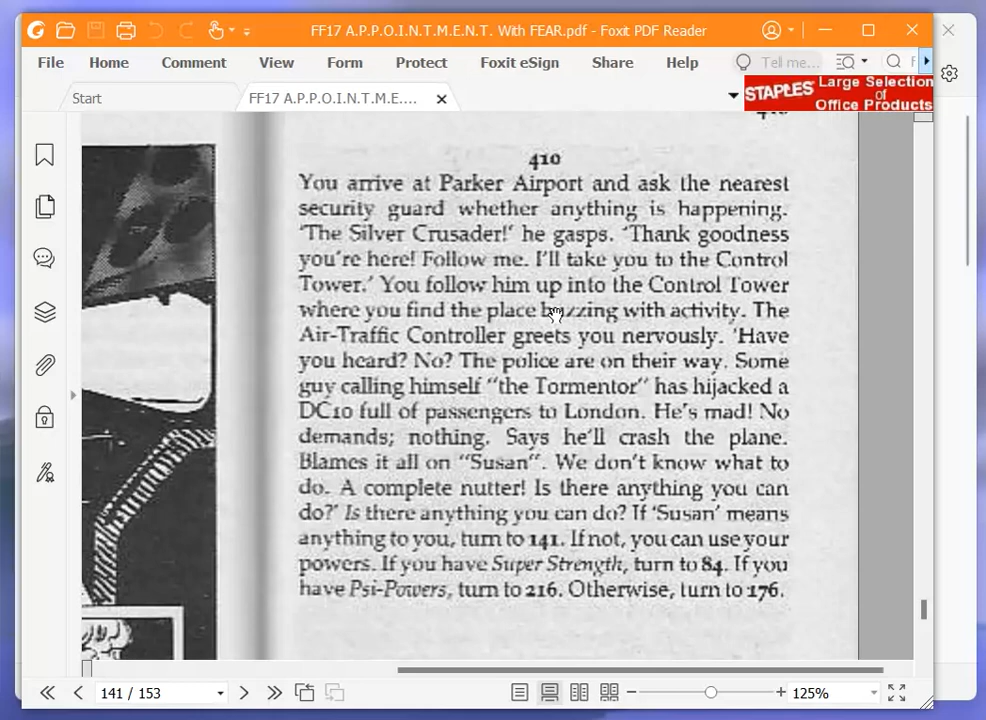 FF17 A.P.P.O.I.N.T.M.E.N.T. With FEAR.pdf - Foxit PDF Reader
File Home Comment View Form Protect Foxit eSign Share Help Tell me... F
Start FF17 A.P.P.O.I.N.T.M.E....
STAPLES Large Selection
of
Office Products
410
You arrive at Parker Airport and ask the nearest
security guard whether anything is happening.
'The Silver Crusader!' he gasps. 'Thank goodness
you're here! Follow me. I'll take you to the Control
Tower.' You follow him up into the Control Tower
where you find the place buzzing with activity. The
Air-Traffic Controller greets you nervously. 'Have
you heard? No? The police are on their way. Some
guy calling himself "the Tormentor" has hijacked a
DC10 full of passengers to London. He's mad! No
demands; nothing. Says he'll crash the plane.
Blames it all on "Susan". We don't know what to
do. A complete nutter! Is there anything you can
do?' Is there anything you can do? If 'Susan' means
anything to you, turn to 141. If not, you can use your
powers. If you have Super Strength, turn to 84. If you
have Psi-Powers, turn to 216. Otherwise, turn to 176.
141 / 153
125%